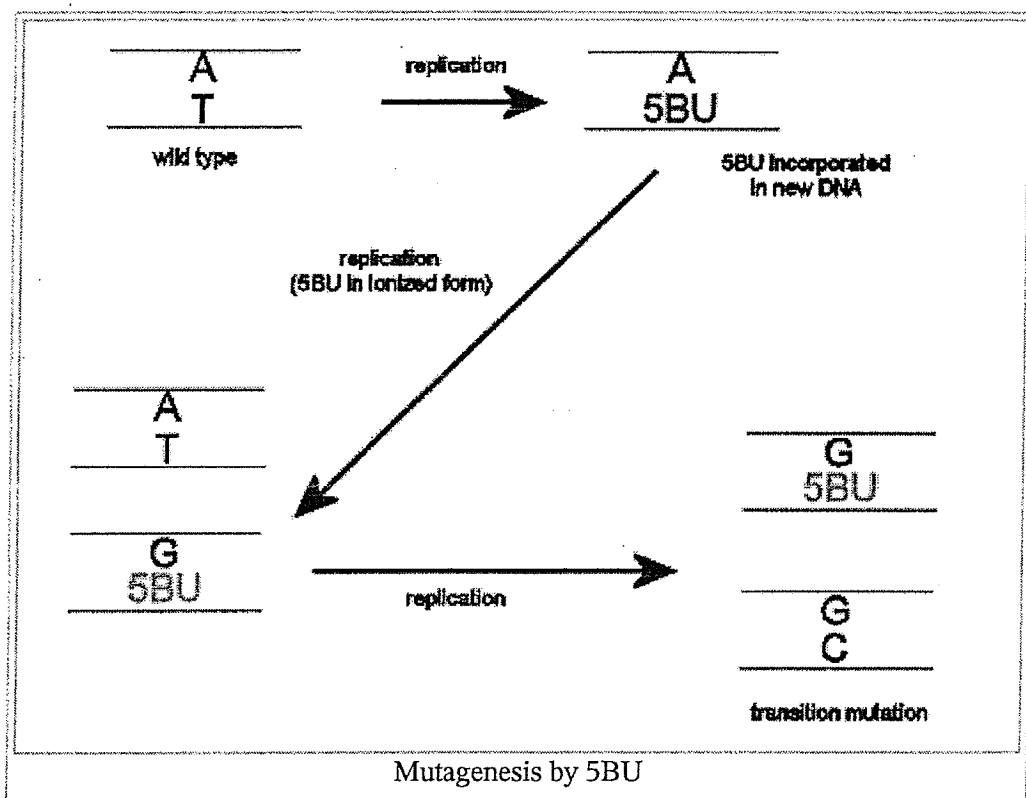 A
T
wild type
replication
A
5BU
5BU Incorporated
in new DNA
replication
(5BU in Ionized form)
A
T
G
5BU
replication
G
5BU
G
C
transition mutation
Mutagenesis by 5BU